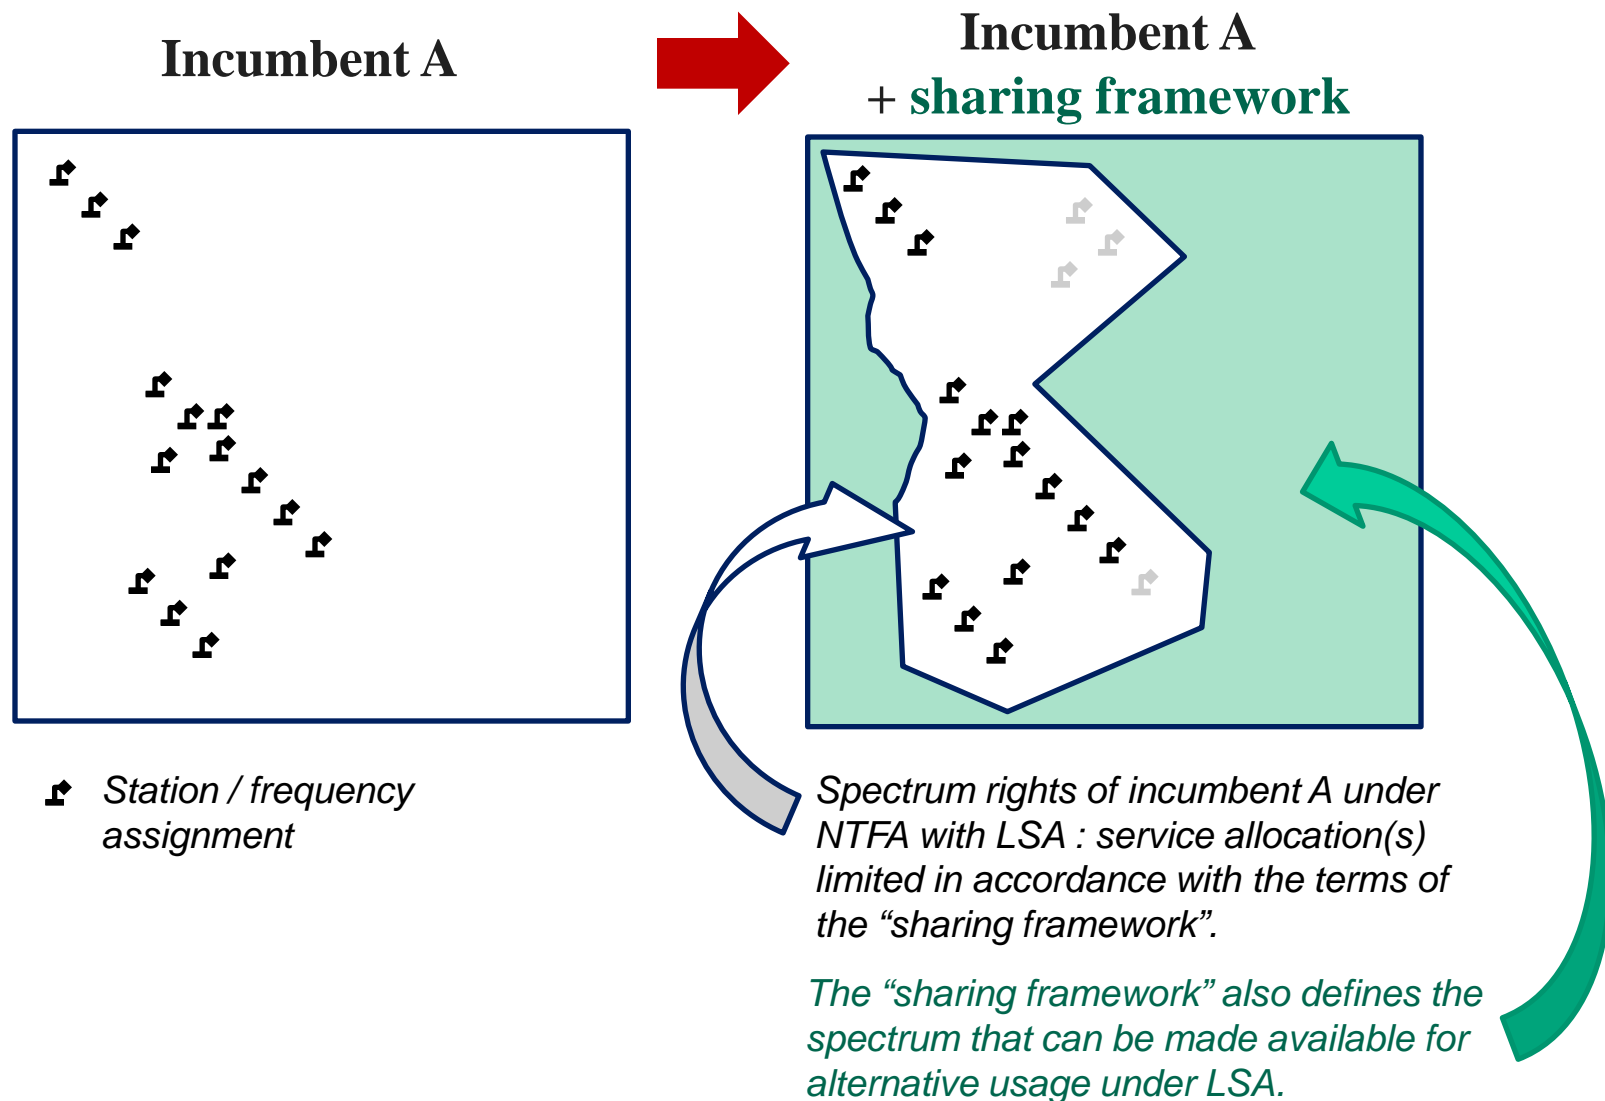 Incumbent A
Incumbent A
+ sharing framework
Station / frequency
assignment
Spectrum rights of incumbent A under
NTFA with LSA : service allocation(s)
limited in accordance with the terms of
the “sharing framework”.
The “sharing framework” also defines the
spectrum that can be made available for
alternative usage under LSA.